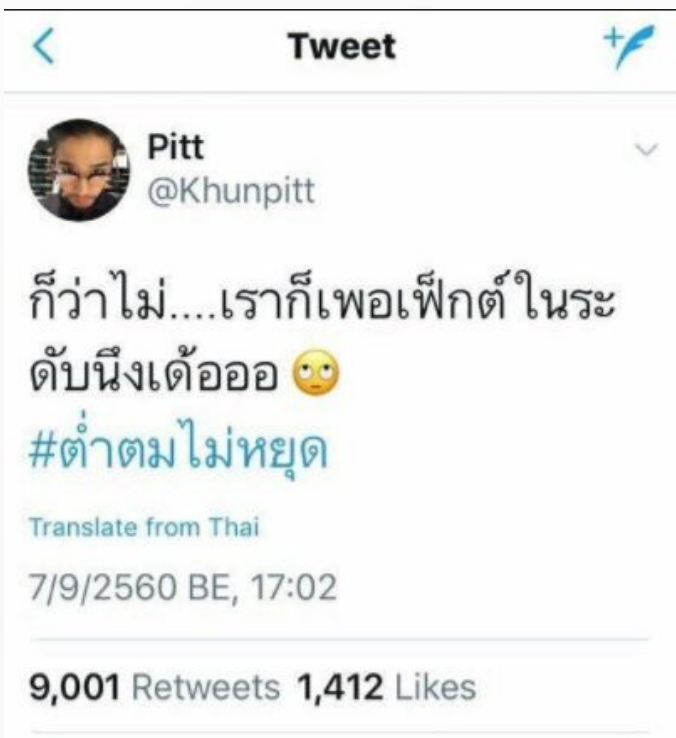 Tweet
Pitt
@Khunpitt
ก็ว่าไม่....เราก็เพอเฟ็กต์ในระ
ดับนึงเด้อออ 🙄
#ต่ำตมไม่หยุด
Translate from Thai
7/9/2560 BE, 17:02
9,001 Retweets 1,412 Likes